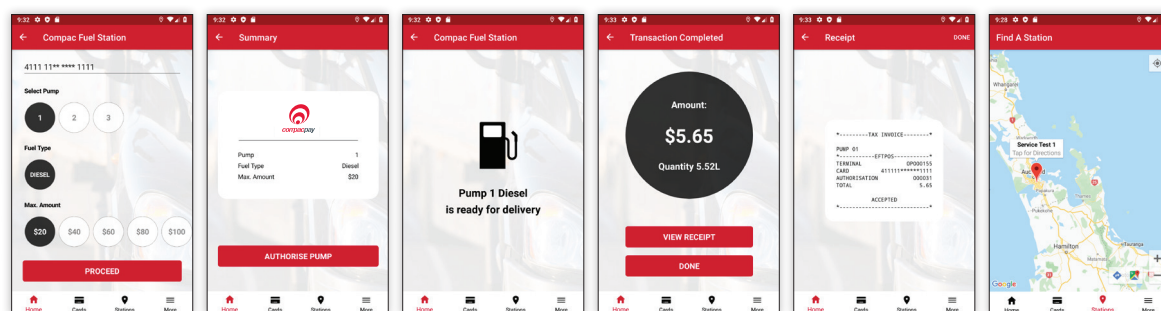 9:32
Compac Fuel Station
4111 11** **** 1111
Select Pump
1 2 3
Fuel Type
DIESEL
Max. Amount
$20 $40 $60 $80 $100
PROCEED
Home Cards Stations More
9:32
Summary
compacpay
Pump 1
Fuel Type Diesel
Max. Amount $20
AUTHORISE PUMP
Home Cards Stations More
9:32
Compac Fuel Station
Pump 1 Diesel
is ready for delivery
Home Cards Stations More
9:33
Transaction Completed
Amount:
$5.65
Quantity 5.52L
VIEW RECEIPT
DONE
Home Cards Stations More
9:33
Receipt DONE
*---------TAX INVOICE--------*
PUMP 01
*----------EFTPOS----------*
TERMINAL OPO00155
CARD 411111******1111
AUTHORISATION 000031
TOTAL 5.65
ACCEPTED
*--------------------------*
Home Cards Stations More
9:28
Find A Station
Whangarei
Service Test 1
Tap for Directions
Papakura
Pukekohe
Hamilton
Tauranga
Matamata
Google
Home Cards Stations More